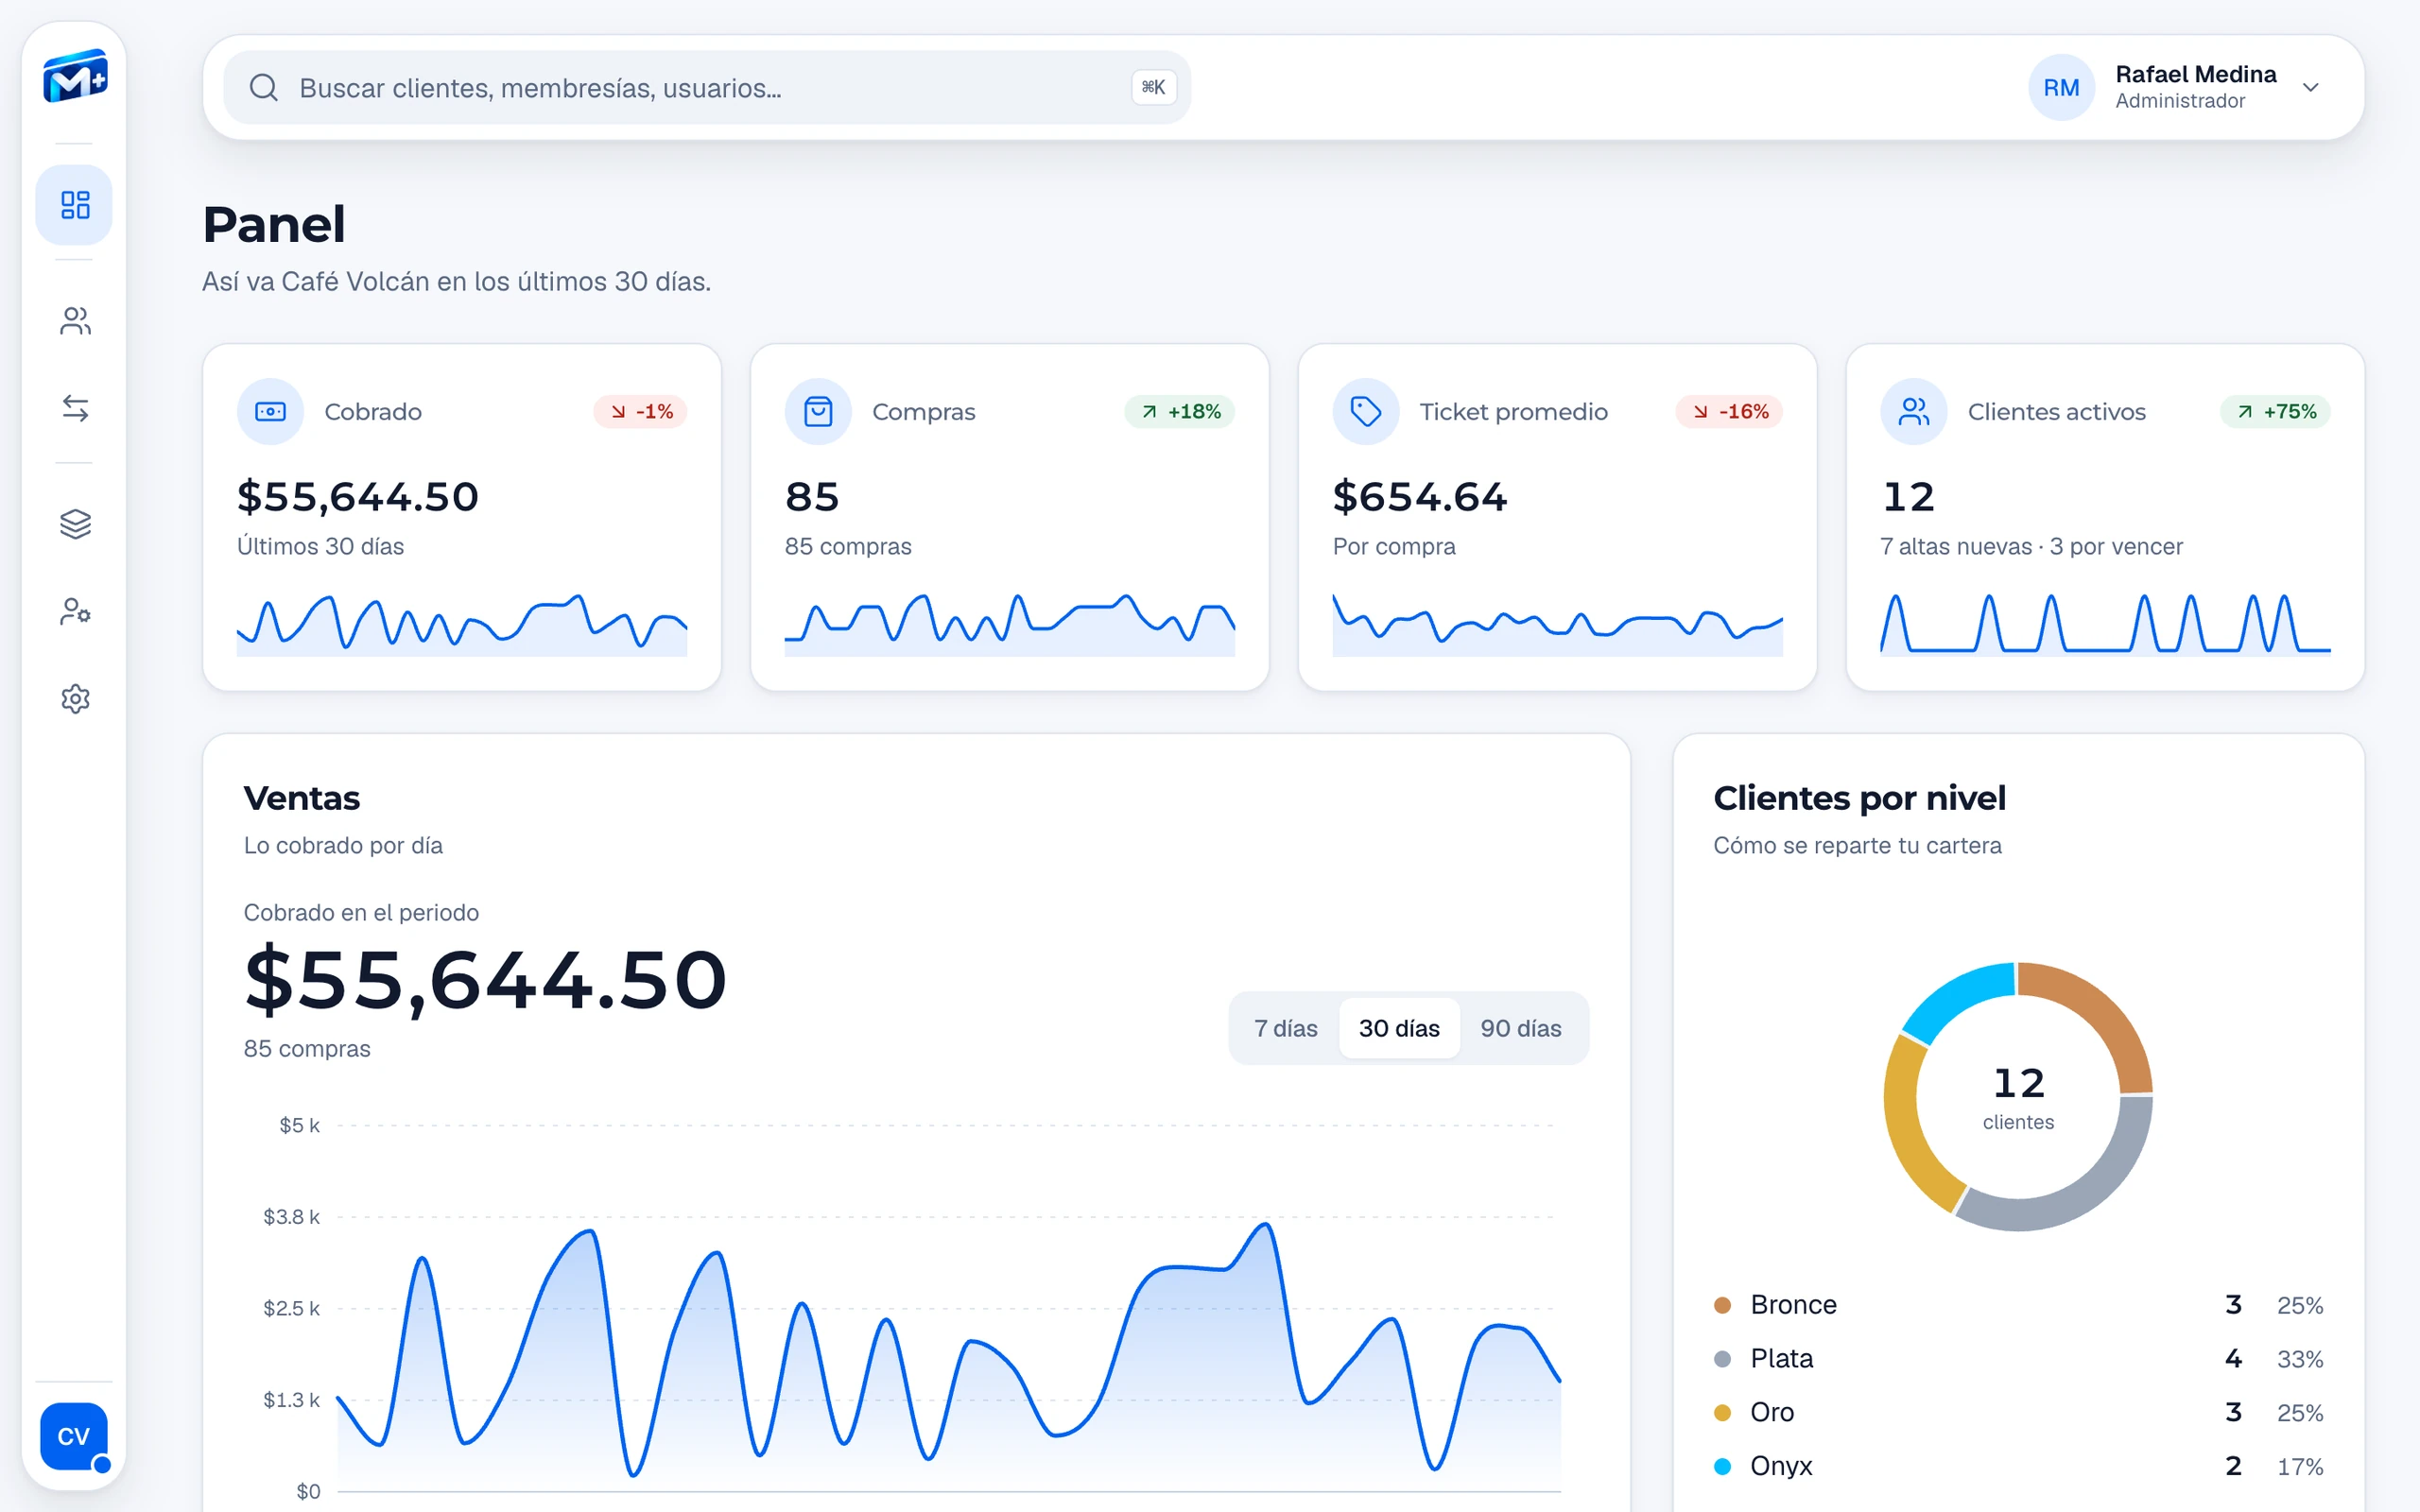 M+
Buscar clientes, membresías, usuarios...
⌘K
RM
Rafael Medina
Administrador
Panel
Así va Café Volcán en los últimos 30 días.
Cobrado
-1%
$55,644.50
Últimos 30 días
Compras
+18%
85
85 compras
Ticket promedio
-16%
$654.64
Por compra
Clientes activos
+75%
12
7 altas nuevas · 3 por vencer
Ventas
Lo cobrado por día
Cobrado en el periodo
$55,644.50
85 compras
7 días
30 días
90 días
$5 k
$3.8 k
$2.5 k
$1.3 k
$0
Clientes por nivel
Cómo se reparte tu cartera
12
clientes
Bronce 3 25%
Plata 4 33%
Oro 3 25%
Onyx 2 17%
CV